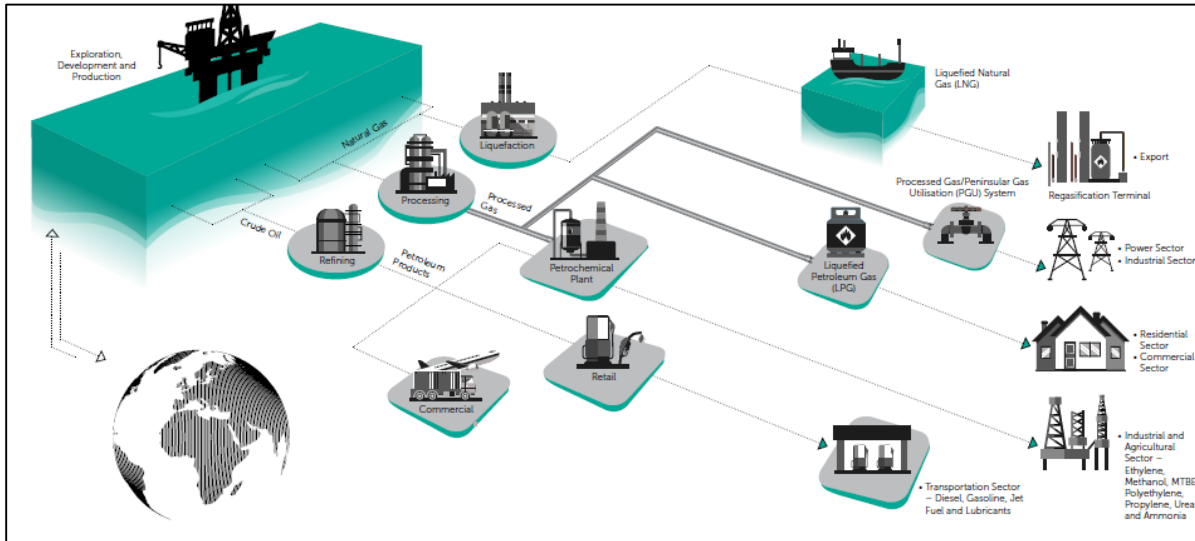 Exploration,
Development and
Production
Natural Gas
Liquefaction
Liquefied Natural
Gas (LNG)
• Export
Regasification Terminal
Processing
Processed
Gas
Processed Gas/Peninsular Gas
Utilisation (PGU) System
Crude Oil
Refining
Petroleum
Products
Petrochemical
Plant
Liquefied
Petroleum Gas
(LPG)
• Power Sector
• Industrial Sector
• Residential
Sector
• Commercial
Sector
Retail
Commercial
• Transportation Sector
– Diesel, Gasoline, Jet
Fuel and Lubricants
• Industrial and
Agricultural
Sector –
Ethylene,
Methanol, MTBE
Polyethylene,
Propylene, Urea
and Ammonia